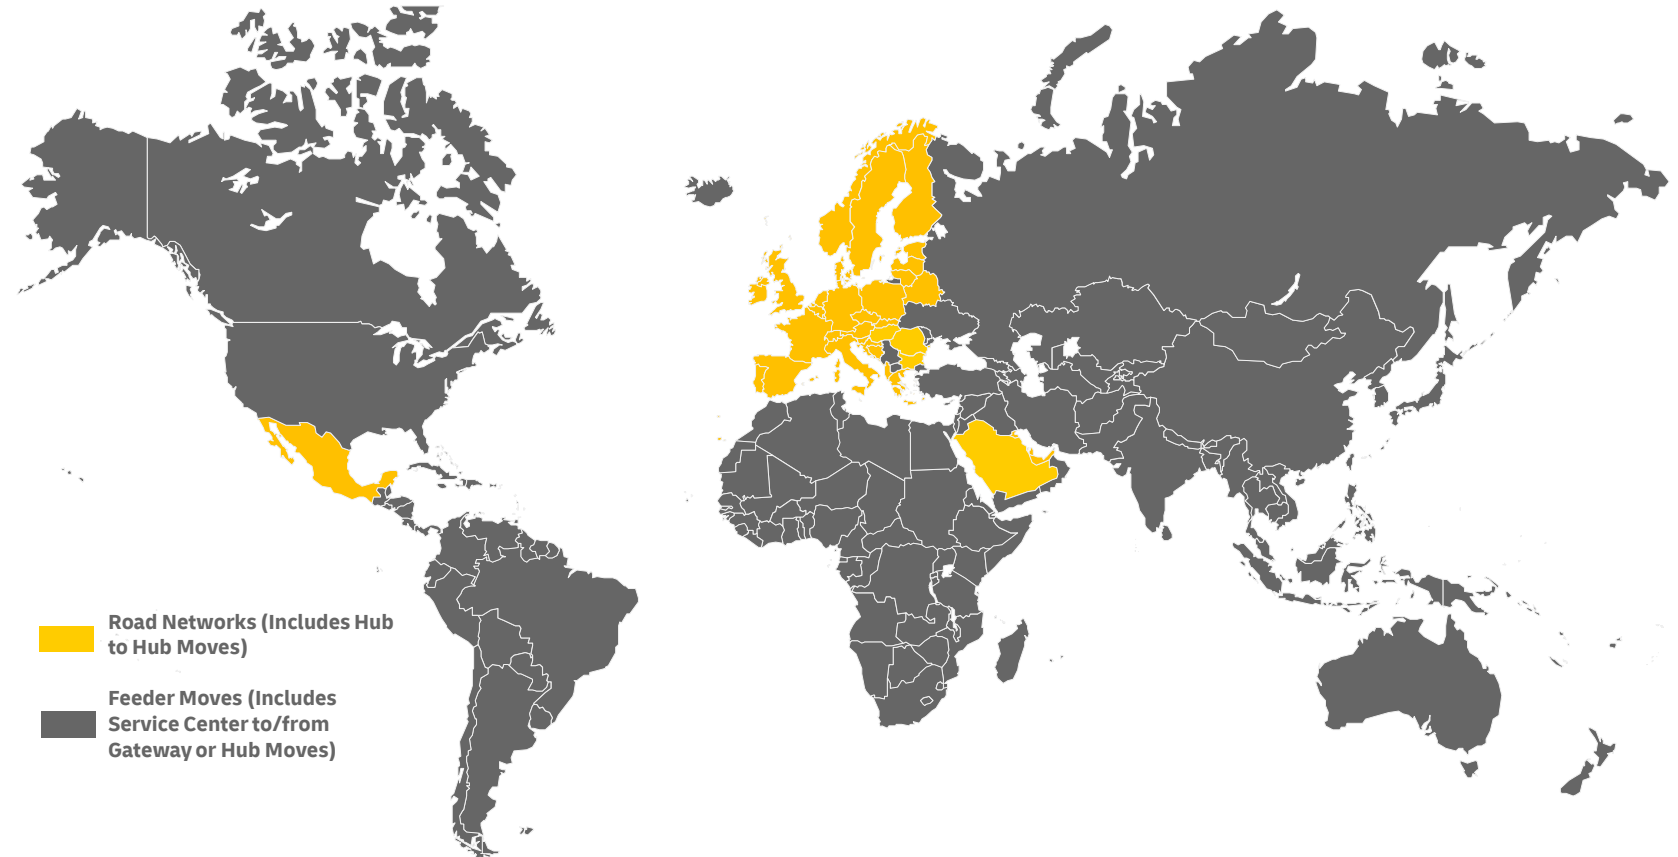 Road Networks (Includes Hub
to Hub Moves)
Feeder Moves (Includes
Service Center to/from
Gateway or Hub Moves)